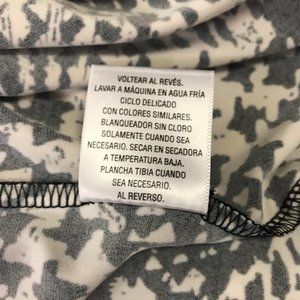 VOLTEAR AL REVÉS.
LAVAR A MÁQUINA EN AGUA FRÍA
CICLO DELICADO
CON COLORES SIMILARES.
BLANQUEADOR SIN CLORO
SOLAMENTE CUANDO SEA
NECESARIO. SECAR EN SECADORA
A TEMPERATURA BAJA.
PLANCHA TIBIA CUANDO
SEA NECESARIO.
AL REVERSO.